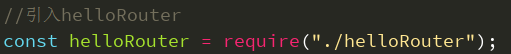 //引入helloRouter
const helloRouter = require("./helloRouter");